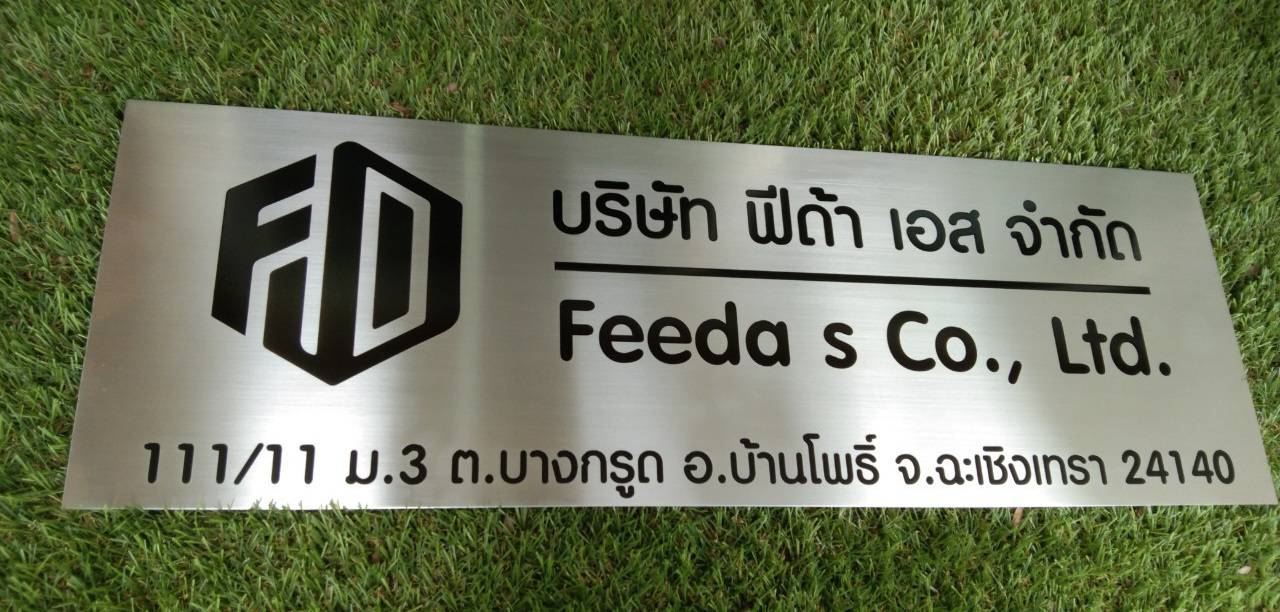 FD
บริษัท ฟีด้า เอส จำกัด
Feeda s Co., Ltd.
111/11 ม.3 ต.บางกรูด อ.บ้านโพธิ์ จ.ฉะเชิงเทรา 24140